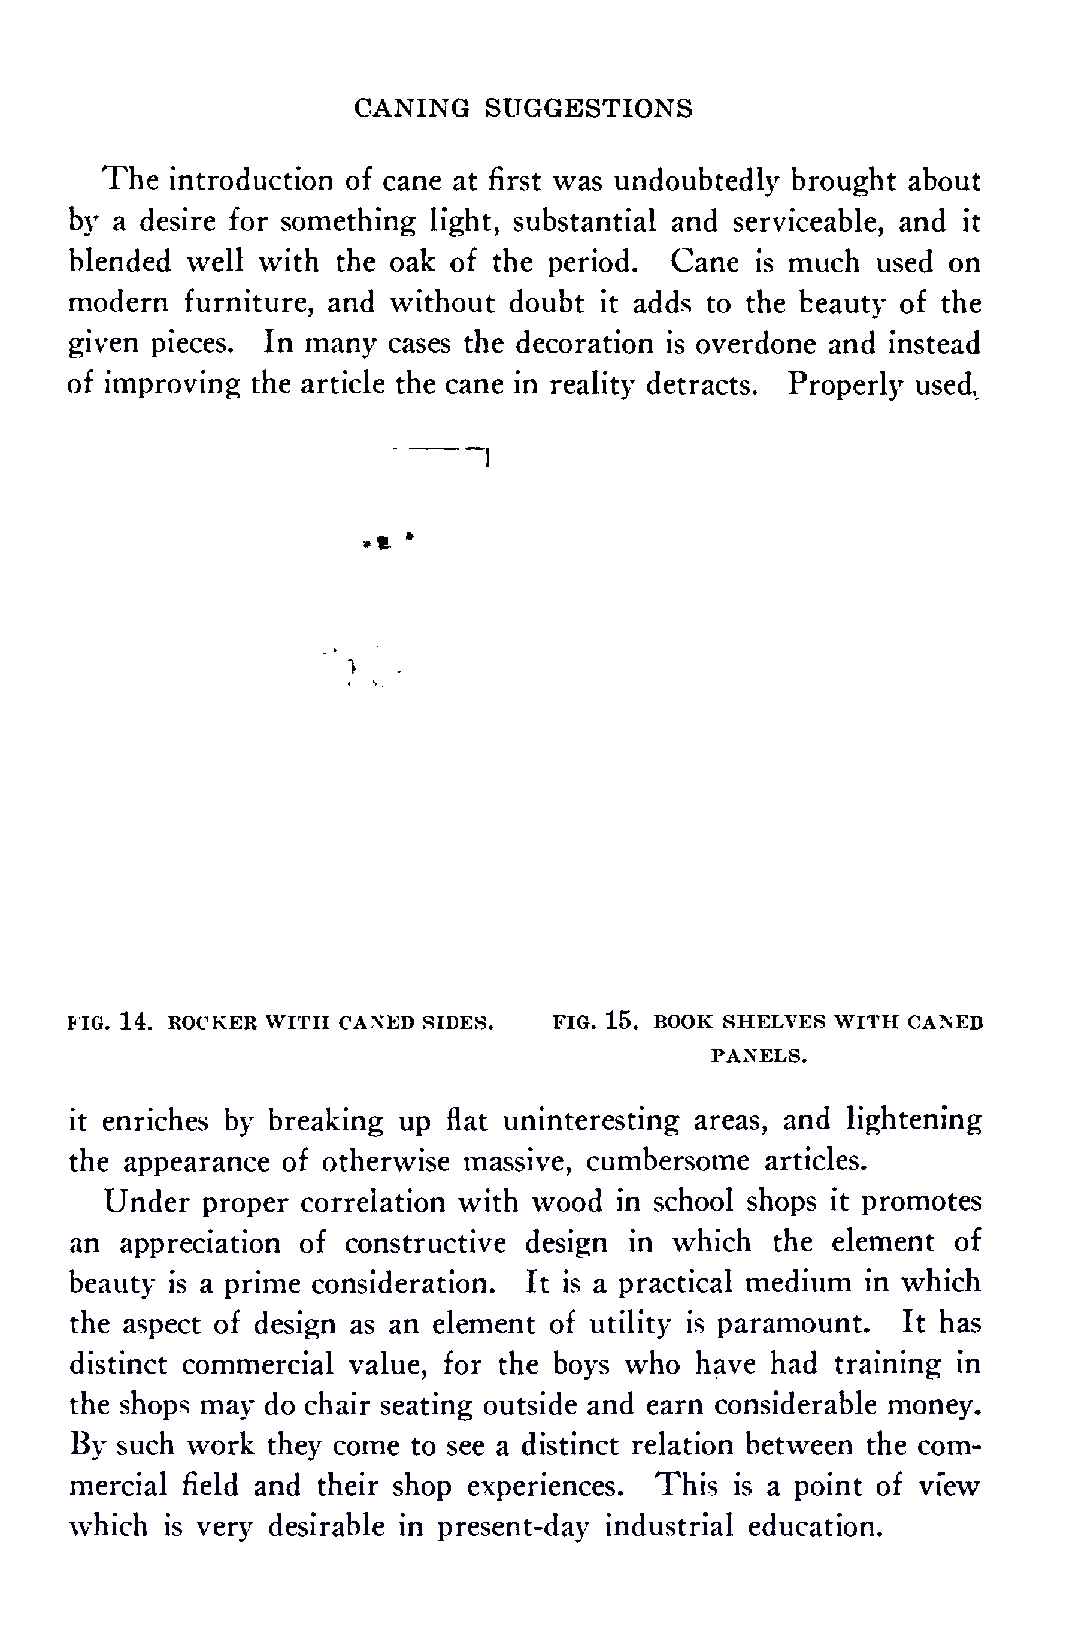 CANING SUGGESTIONS
The introduction of cane at first was undoubtedly brought about
by a desire for something light, substantial and serviceable, and it
blended well with the oak of the period. Cane is much used on
modern furniture, and without doubt it adds to the beauty of the
given pieces. In many cases the decoration is overdone and instead
of improving the article the cane in reality detracts. Properly used,
FIG. 14. ROCKER WITH CANED SIDES.
FIG. 15. BOOK SHELVES WITH CANED
PANELS.
it enriches by breaking up flat uninteresting areas, and lightening
the appearance of otherwise massive, cumbersome articles.
Under proper correlation with wood in school shops it promotes
an appreciation of constructive design in which the element of
beauty is a prime consideration. It is a practical medium in which
the aspect of design as an element of utility is paramount. It has
distinct commercial value, for the boys who have had training in
the shops may do chair seating outside and earn considerable money.
By such work they come to see a distinct relation between the com-
mercial field and their shop experiences. This is a point of view
which is very desirable in present-day industrial education.